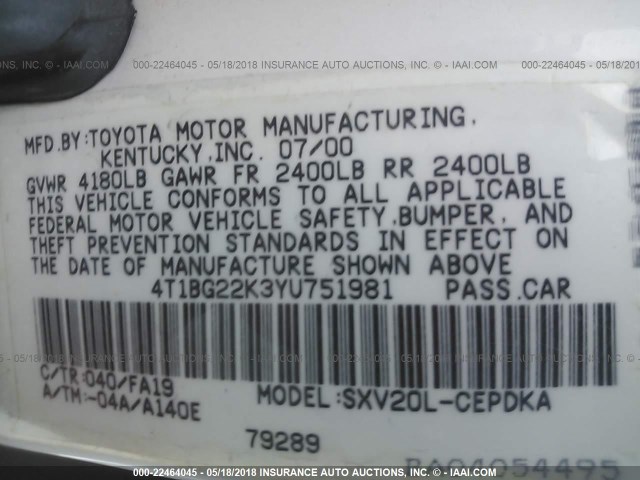 000-22464045 - 05/18/2018 INSURANCE AUTO AUCTIONS, INC. - IAAI.COM
MFD.BY:TOYOTA MOTOR MANUFACTURING,
KENTUCKY,INC. 07/00
GVWR 4180LB GAWR FR 2400LB RR 2400LB
THIS VEHICLE CONFORMS TO ALL APPLICABLE
FEDERAL MOTOR VEHICLE SAFETY,BUMPER, AND
THEFT PREVENTION STANDARDS IN EFFECT ON
THE DATE OF MANUFACTURE SHOWN ABOVE
4T1BG22K3YU751981 PASS.CAR
C/TR:040/FA19
A/TM:-04A/A140E
MODEL:SXV20L-CEPDKA
79289
000-22464045 - 05/18/2018 INSURANCE AUTO AUCTIONS, INC. - IAAI.COM